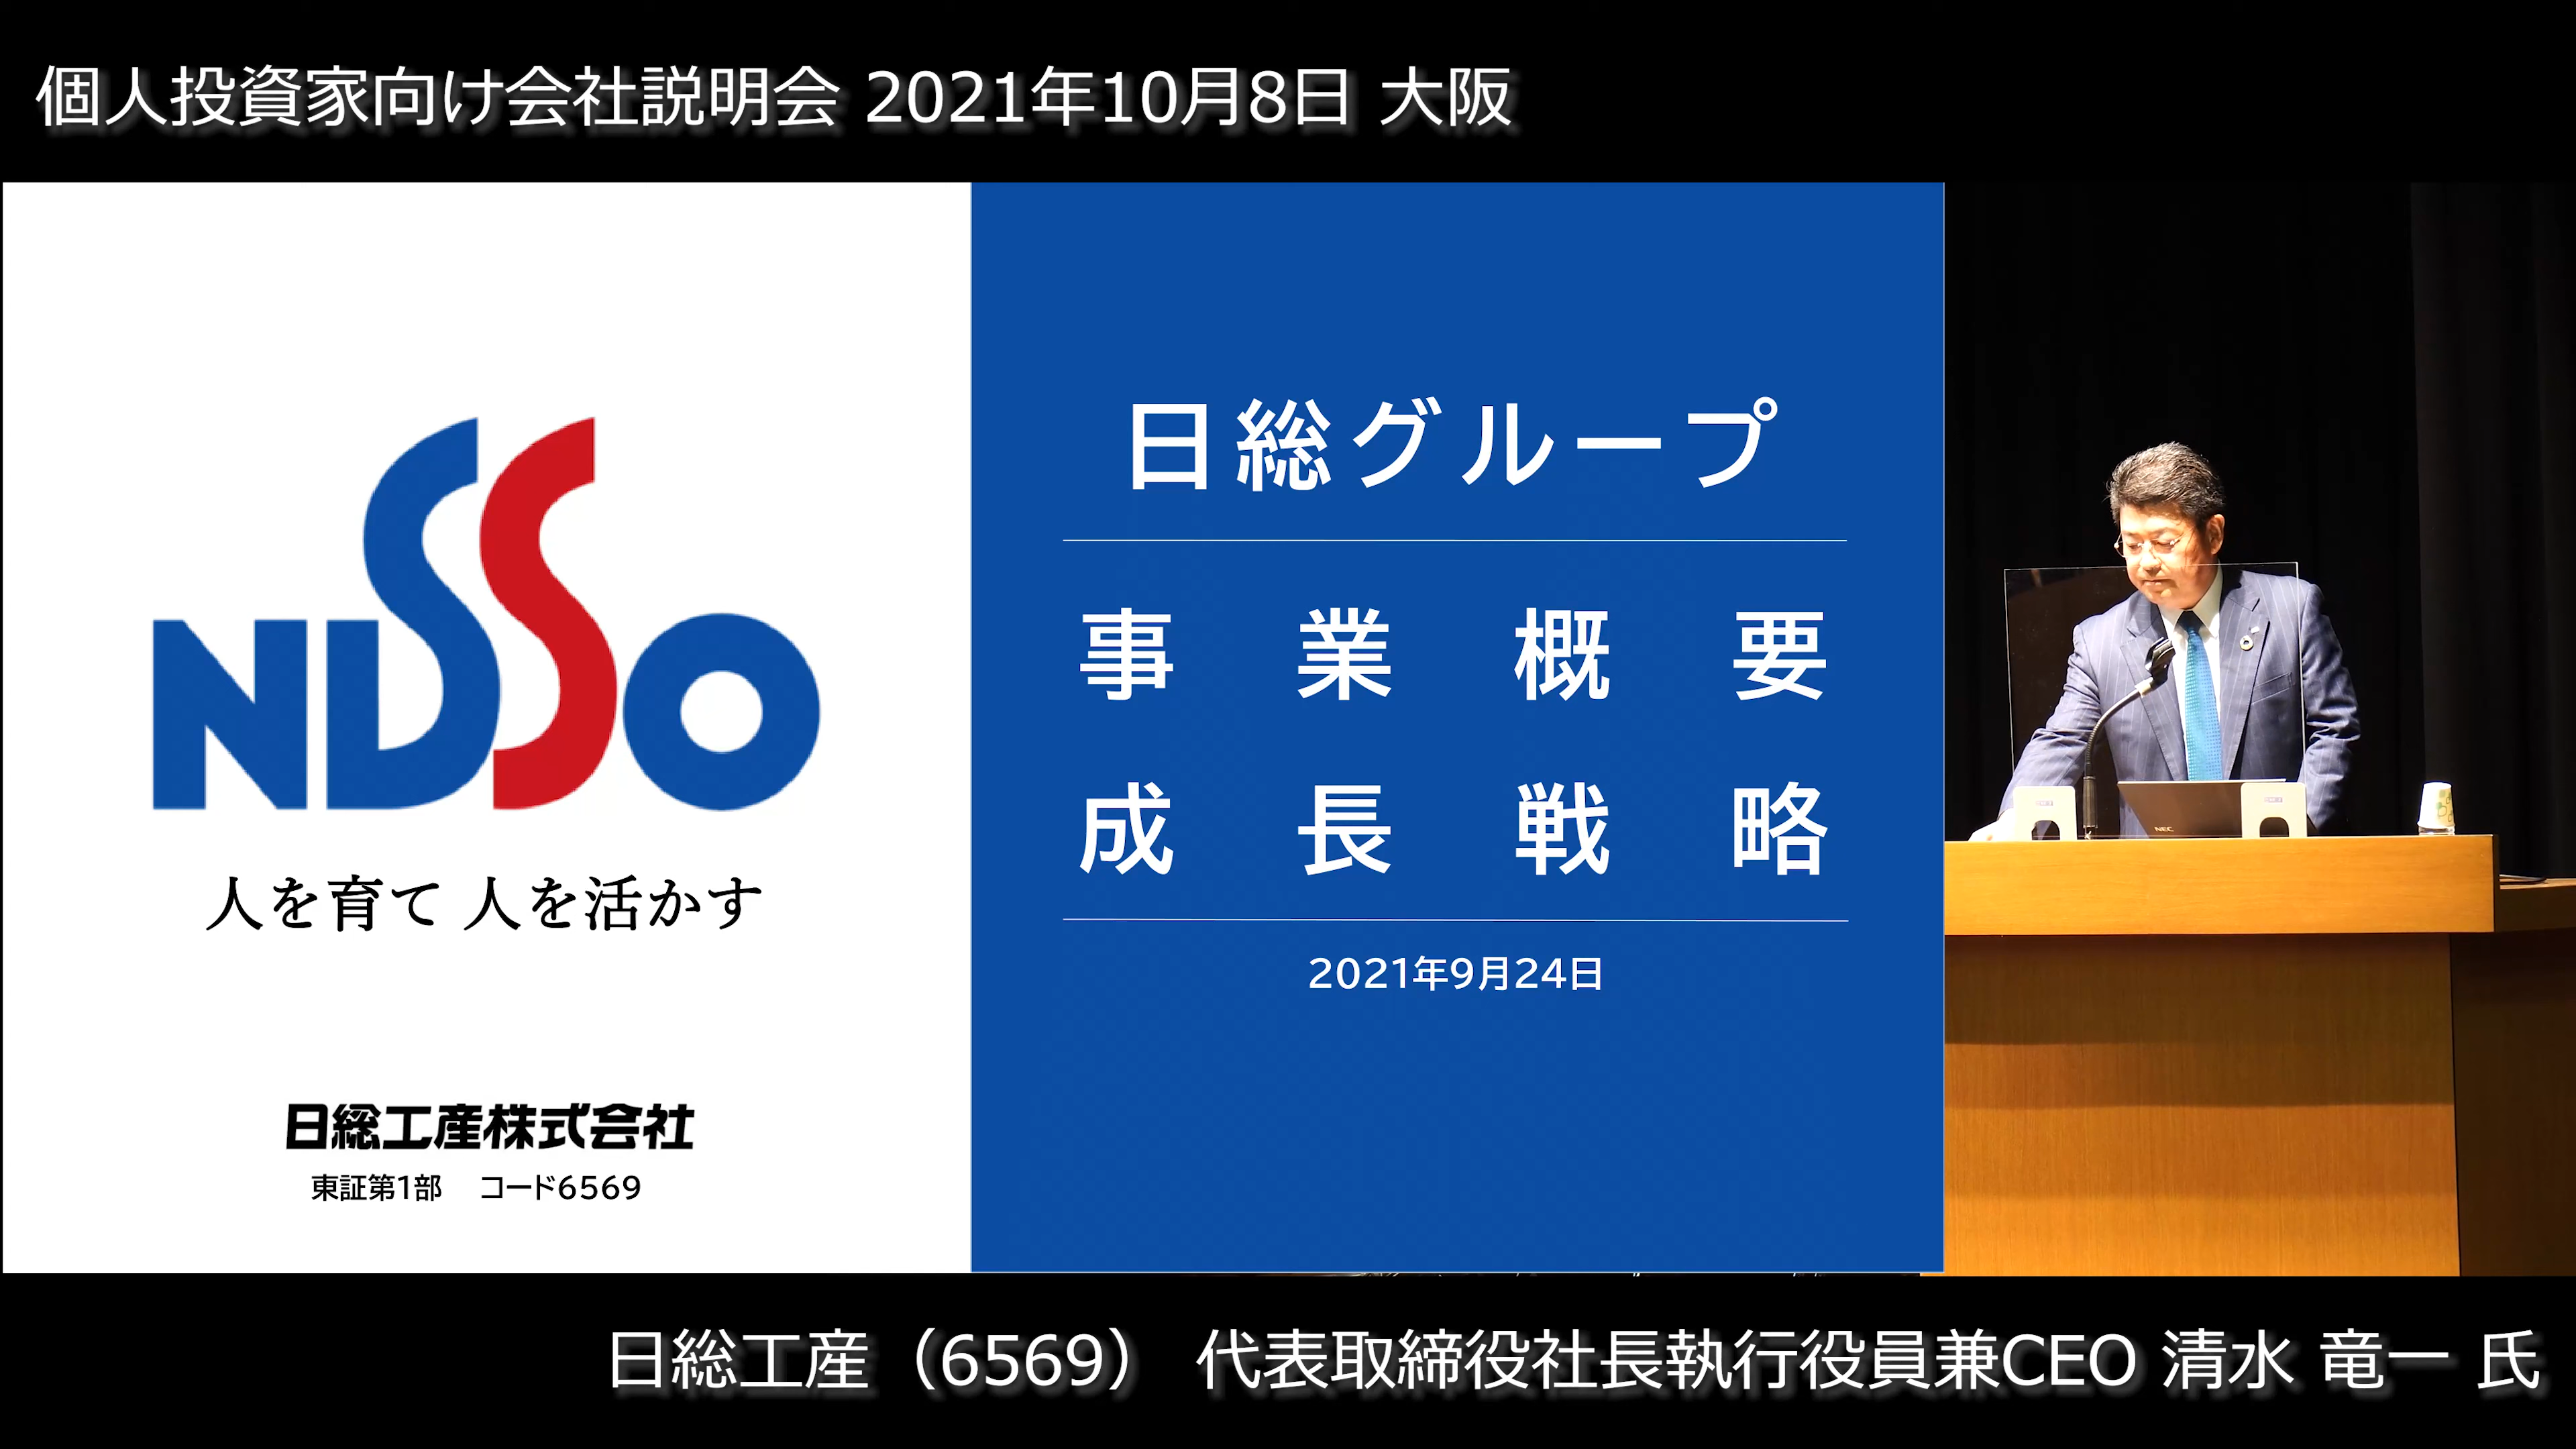 個人投資家向け会社説明会 2021年10月8日 大阪
NISSO
人を育て 人を活かす
日総工産株式会社
東証第1部 コード6569
日総グループ
事業概要
成長戦略
2021年9月24日
NEC
日総工産（6569） 代表取締役社長執行役員兼CEO 清水 竜一 氏